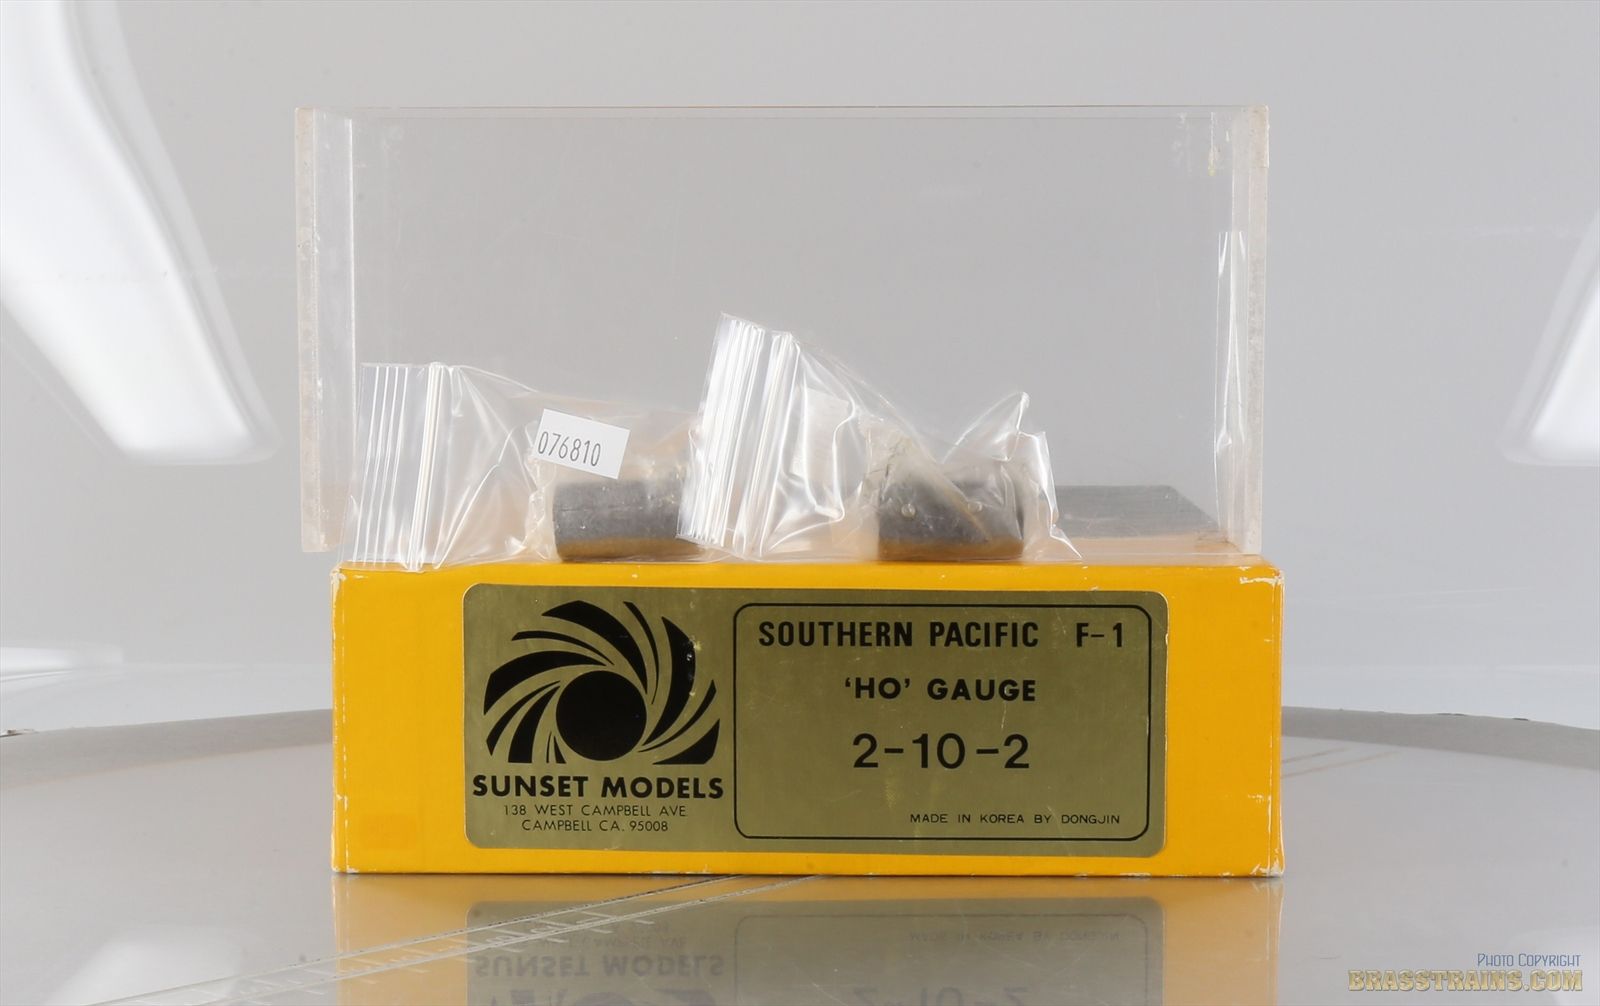 076810
SUNSET MODELS
138 WEST CAMPBELL AVE
CAMPBELL CA. 95008
SOUTHERN PACIFIC F-1
'HO' GAUGE
2-10-2
MADE IN KOREA BY DONGJIN
PHOTO COPYRIGHT
BRASSTRAINS.COM